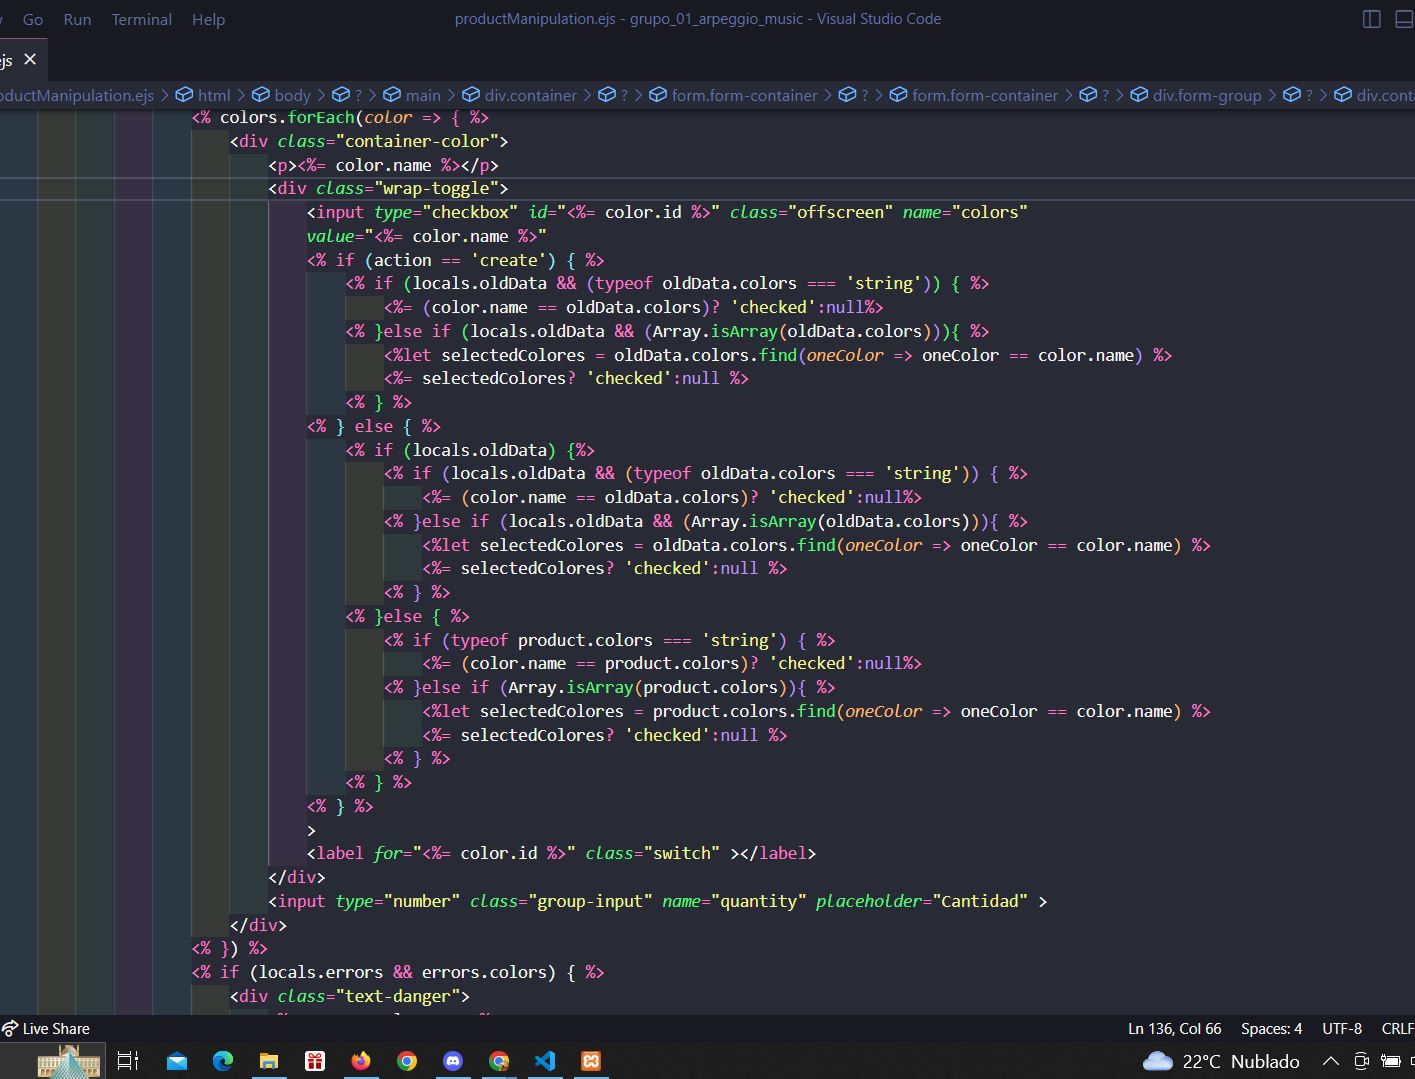 Go Run Terminal Help productManipulation.ejs - grupo_01_arpeggio_music - Visual Studio Code
ejs ×
oductManipulation.ejs > html > body > ? > main > div.container > ? > form.form-container > ? > form.form-container > ? > div.form-group > ? > div.cont
<% colors.forEach(color => { %>
<div class="container-color">
<p><%= color.name %></p>
<div class="wrap-toggle">
<input type="checkbox" id="<%= color.id %>" class="offscreen" name="colors"
value="<%= color.name %>"
<% if (action == 'create') { %>
<% if (locals.oldData && (typeof oldData.colors === 'string')) { %>
<%= (color.name == oldData.colors)? 'checked':null%>
<% }else if (locals.oldData && (Array.isArray(oldData.colors))){ %>
<%let selectedColores = oldData.colors.find(oneColor => oneColor == color.name) %>
<%= selectedColores? 'checked':null %>
<% } %>
<% } else { %>
<% if (locals.oldData) {%>
<% if (locals.oldData && (typeof oldData.colors === 'string')) { %>
<%= (color.name == oldData.colors)? 'checked':null%>
<% }else if (locals.oldData && (Array.isArray(oldData.colors))){ %>
<%let selectedColores = oldData.colors.find(oneColor => oneColor == color.name) %>
<%= selectedColores? 'checked':null %>
<% } %>
<% }else { %>
<% if (typeof product.colors === 'string') { %>
<%= (color.name == product.colors)? 'checked':null%>
<% }else if (Array.isArray(product.colors)){ %>
<%let selectedColores = product.colors.find(oneColor => oneColor == color.name) %>
<%= selectedColores? 'checked':null %>
<% } %>
<% } %>
<% } %>
>
<label for="<%= color.id %>" class="switch" ></label>
</div>
<input type="number" class="group-input" name="quantity" placeholder="Cantidad" >
</div>
<% }) %>
<% if (locals.errors && errors.colors) { %>
<div class="text-danger">
Live Share Ln 136, Col 66 Spaces: 4 UTF-8 CRLF
22°C Nublado